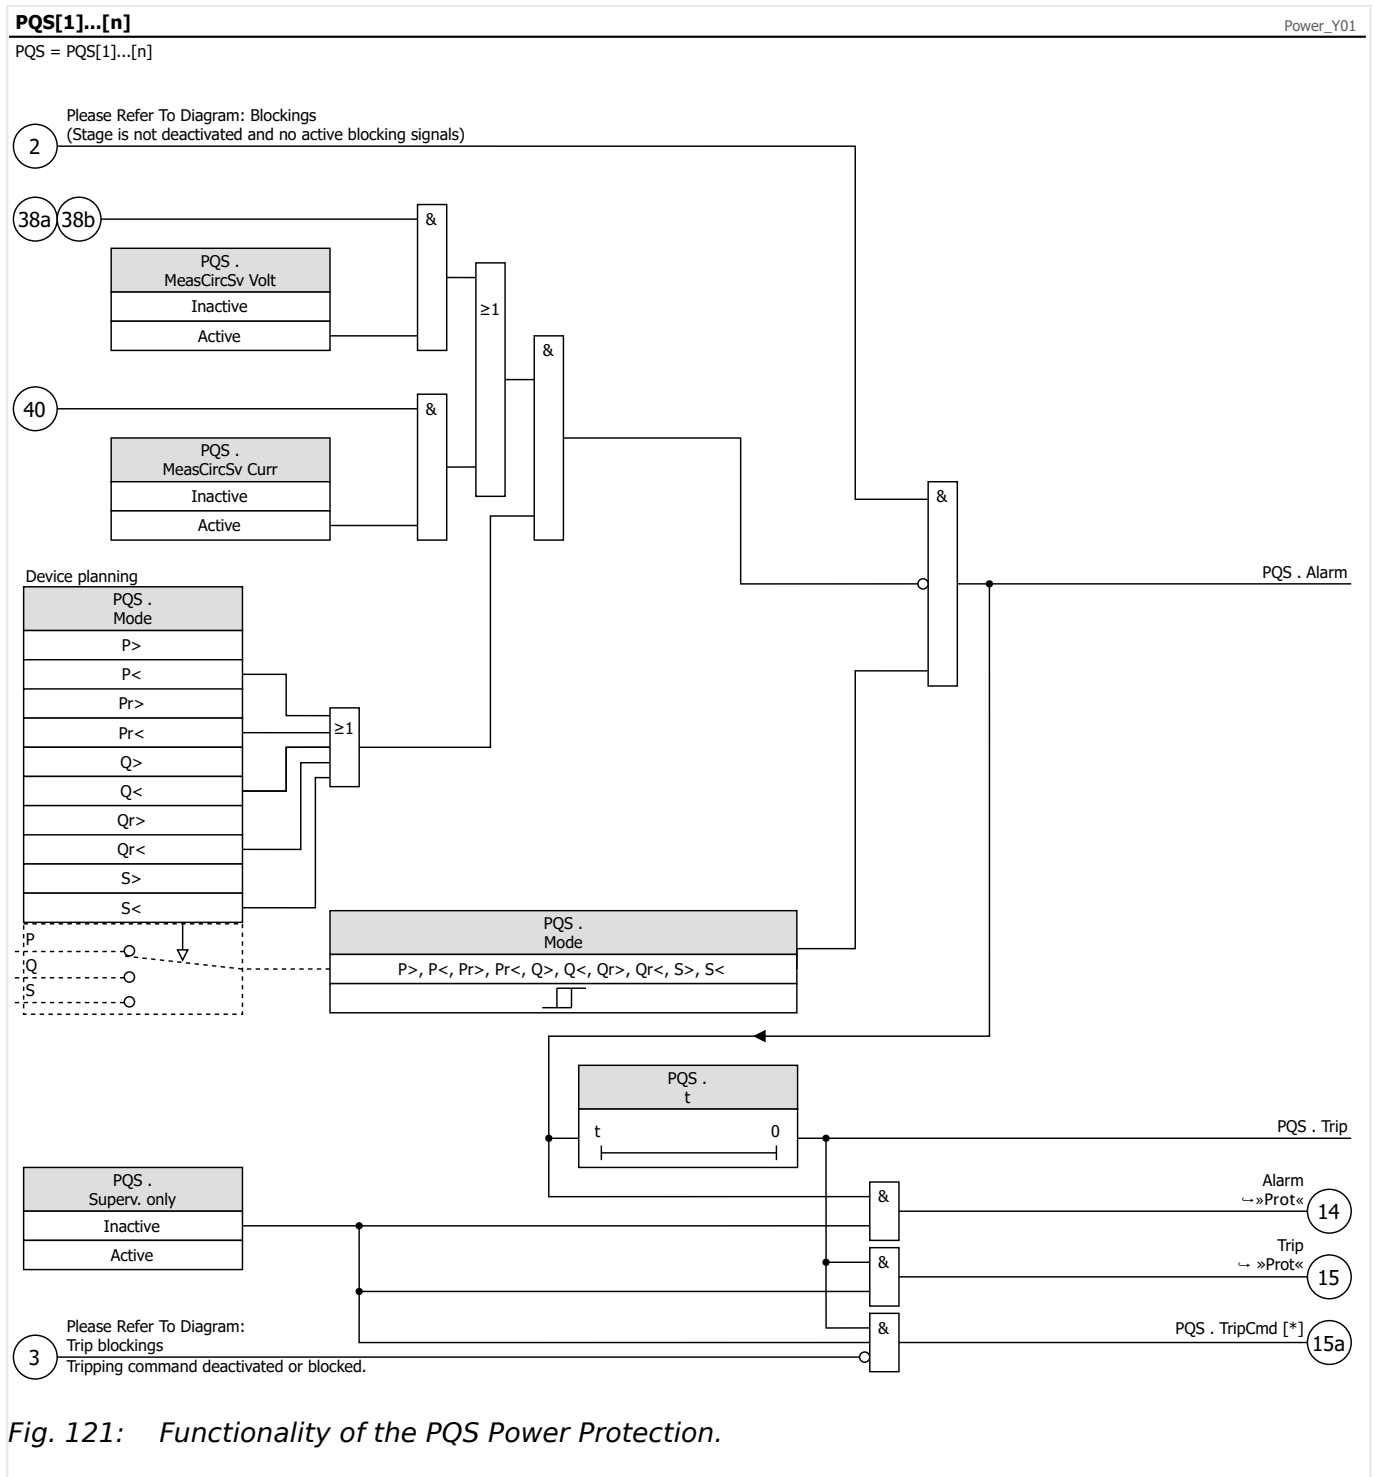 PQS[1]...[n]
Power_Y01
PQS = PQS[1]...[n]
Please Refer To Diagram: Blockings
(Stage is not deactivated and no active blocking signals)
2
38a 38b
&
PQS .
MeasCircSv Volt
Inactive
Active
≥1
&
40
&
PQS .
MeasCircSv Curr
Inactive
Active
&
Device planning
PQS .
Mode
P>
P<
Pr>
Pr<
Q>
Q<
Qr>
Qr<
S>
S<
≥1
PQS . Alarm
P
Q
S
PQS .
Mode
P>, P<, Pr>, Pr<, Q>, Q<, Qr>, Qr<, S>, S<
PQS .
t
t 0
PQS . Trip
PQS .
Superv. only
Inactive
Active
&
Alarm
↪»Prot«
14
&
Trip
↪ »Prot«
15
Please Refer To Diagram:
Trip blockings
Tripping command deactivated or blocked.
3
&
PQS . TripCmd [*]
15a
Fig. 121: Functionality of the PQS Power Protection.